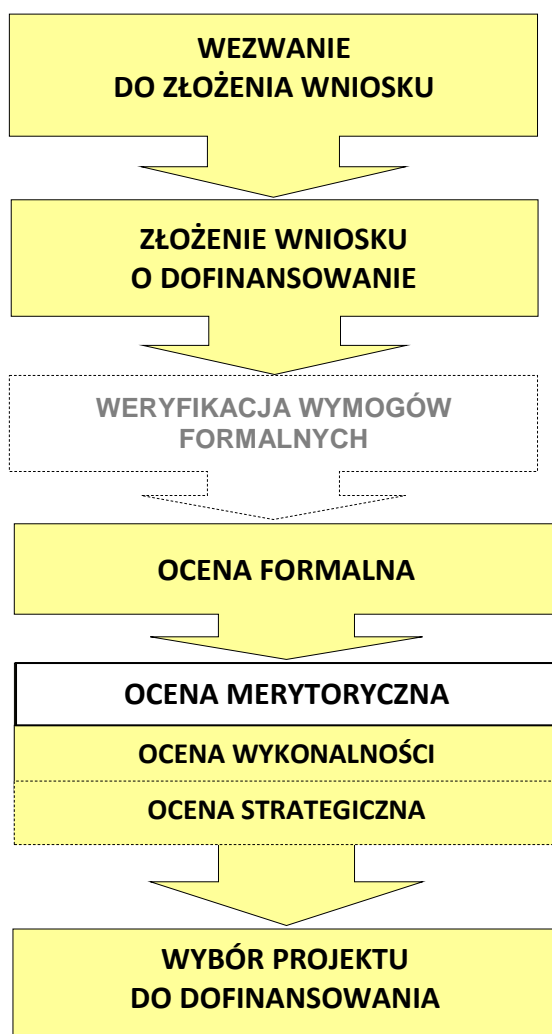 WEZWANIE
DO ZŁOŻENIA WNIOSKU
ZŁOŻENIE WNIOSKU
O DOFINANSOWANIE
WERYFIKACJA WYMOGÓW
FORMALNYCH
OCENA FORMALNA
OCENA MERYTORYCZNA
OCENA WYKONALNOŚCI
OCENA STRATEGICZNA
WYBÓR PROJEKTU
DO DOFINANSOWANIA